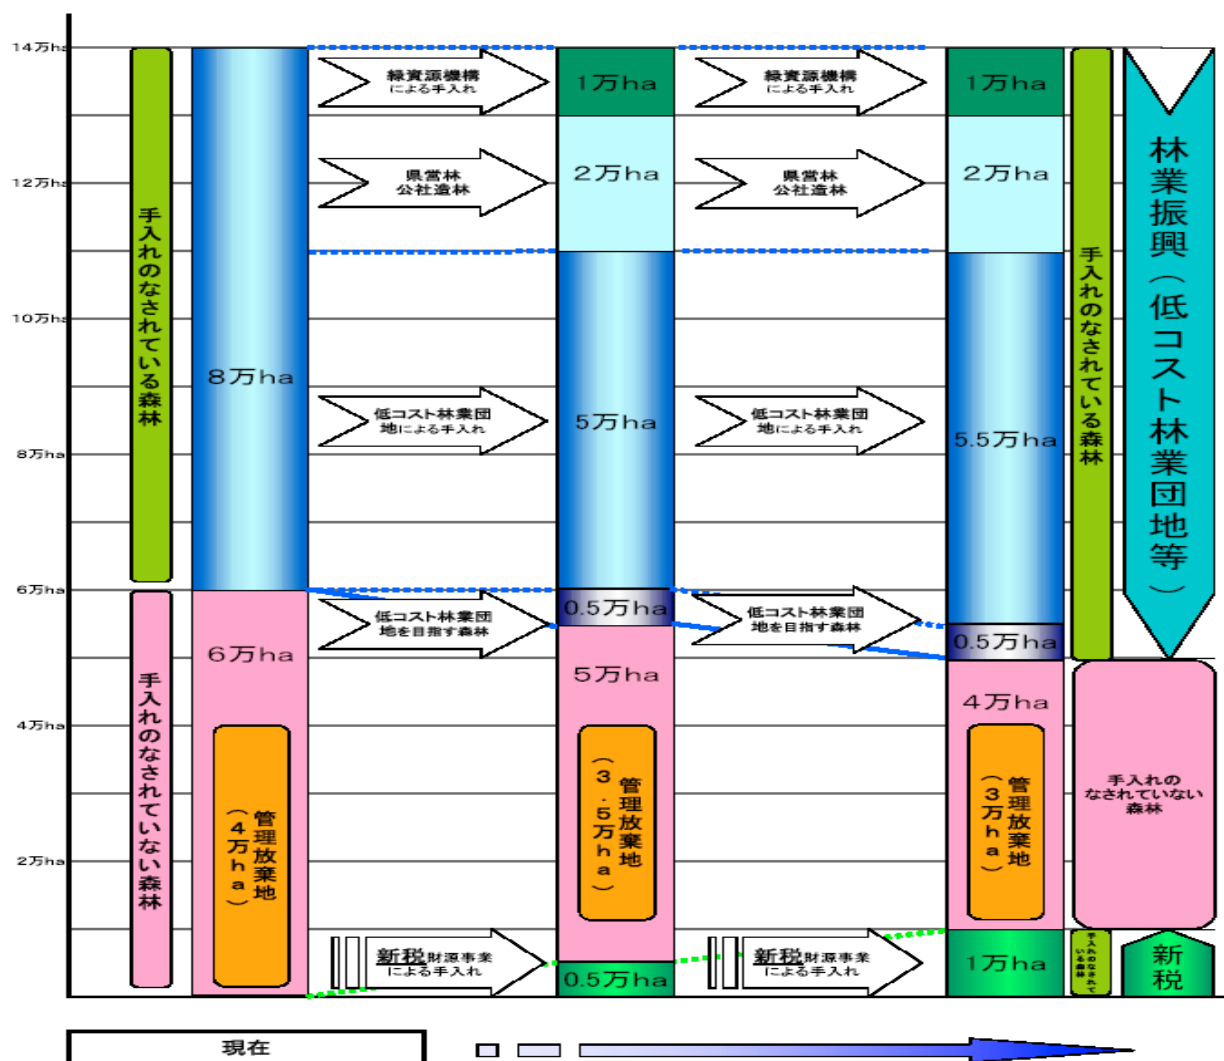 14万ha
12万ha
10万ha
8万ha
6万ha
4万ha
2万ha
手入れのなされている森林
手入れのなされていない森林
8万ha
6万ha
管理放棄地
（4万ha）
緑資源機構
による手入れ
県営林
公社造林
低コスト林業団
地による手入れ
低コスト林業団
地を目指す森林
新税財源事業
による手入れ
1万ha
2万ha
5万ha
0.5万ha
5万ha
管理放棄地
（3.5万ha）
0.5万ha
緑資源機構
による手入れ
県営林
公社造林
低コスト林業団
地による手入れ
低コスト林業団
地を目指す森林
新税財源事業
による手入れ
1万ha
2万ha
5.5万ha
0.5万ha
4万ha
管理放棄地
（3万ha）
1万ha
手入れのなされている森林
手入れの
なされていない
森林
手入れのなされて
いる森林
林業振興（低コスト林業団地等）
新税
現在